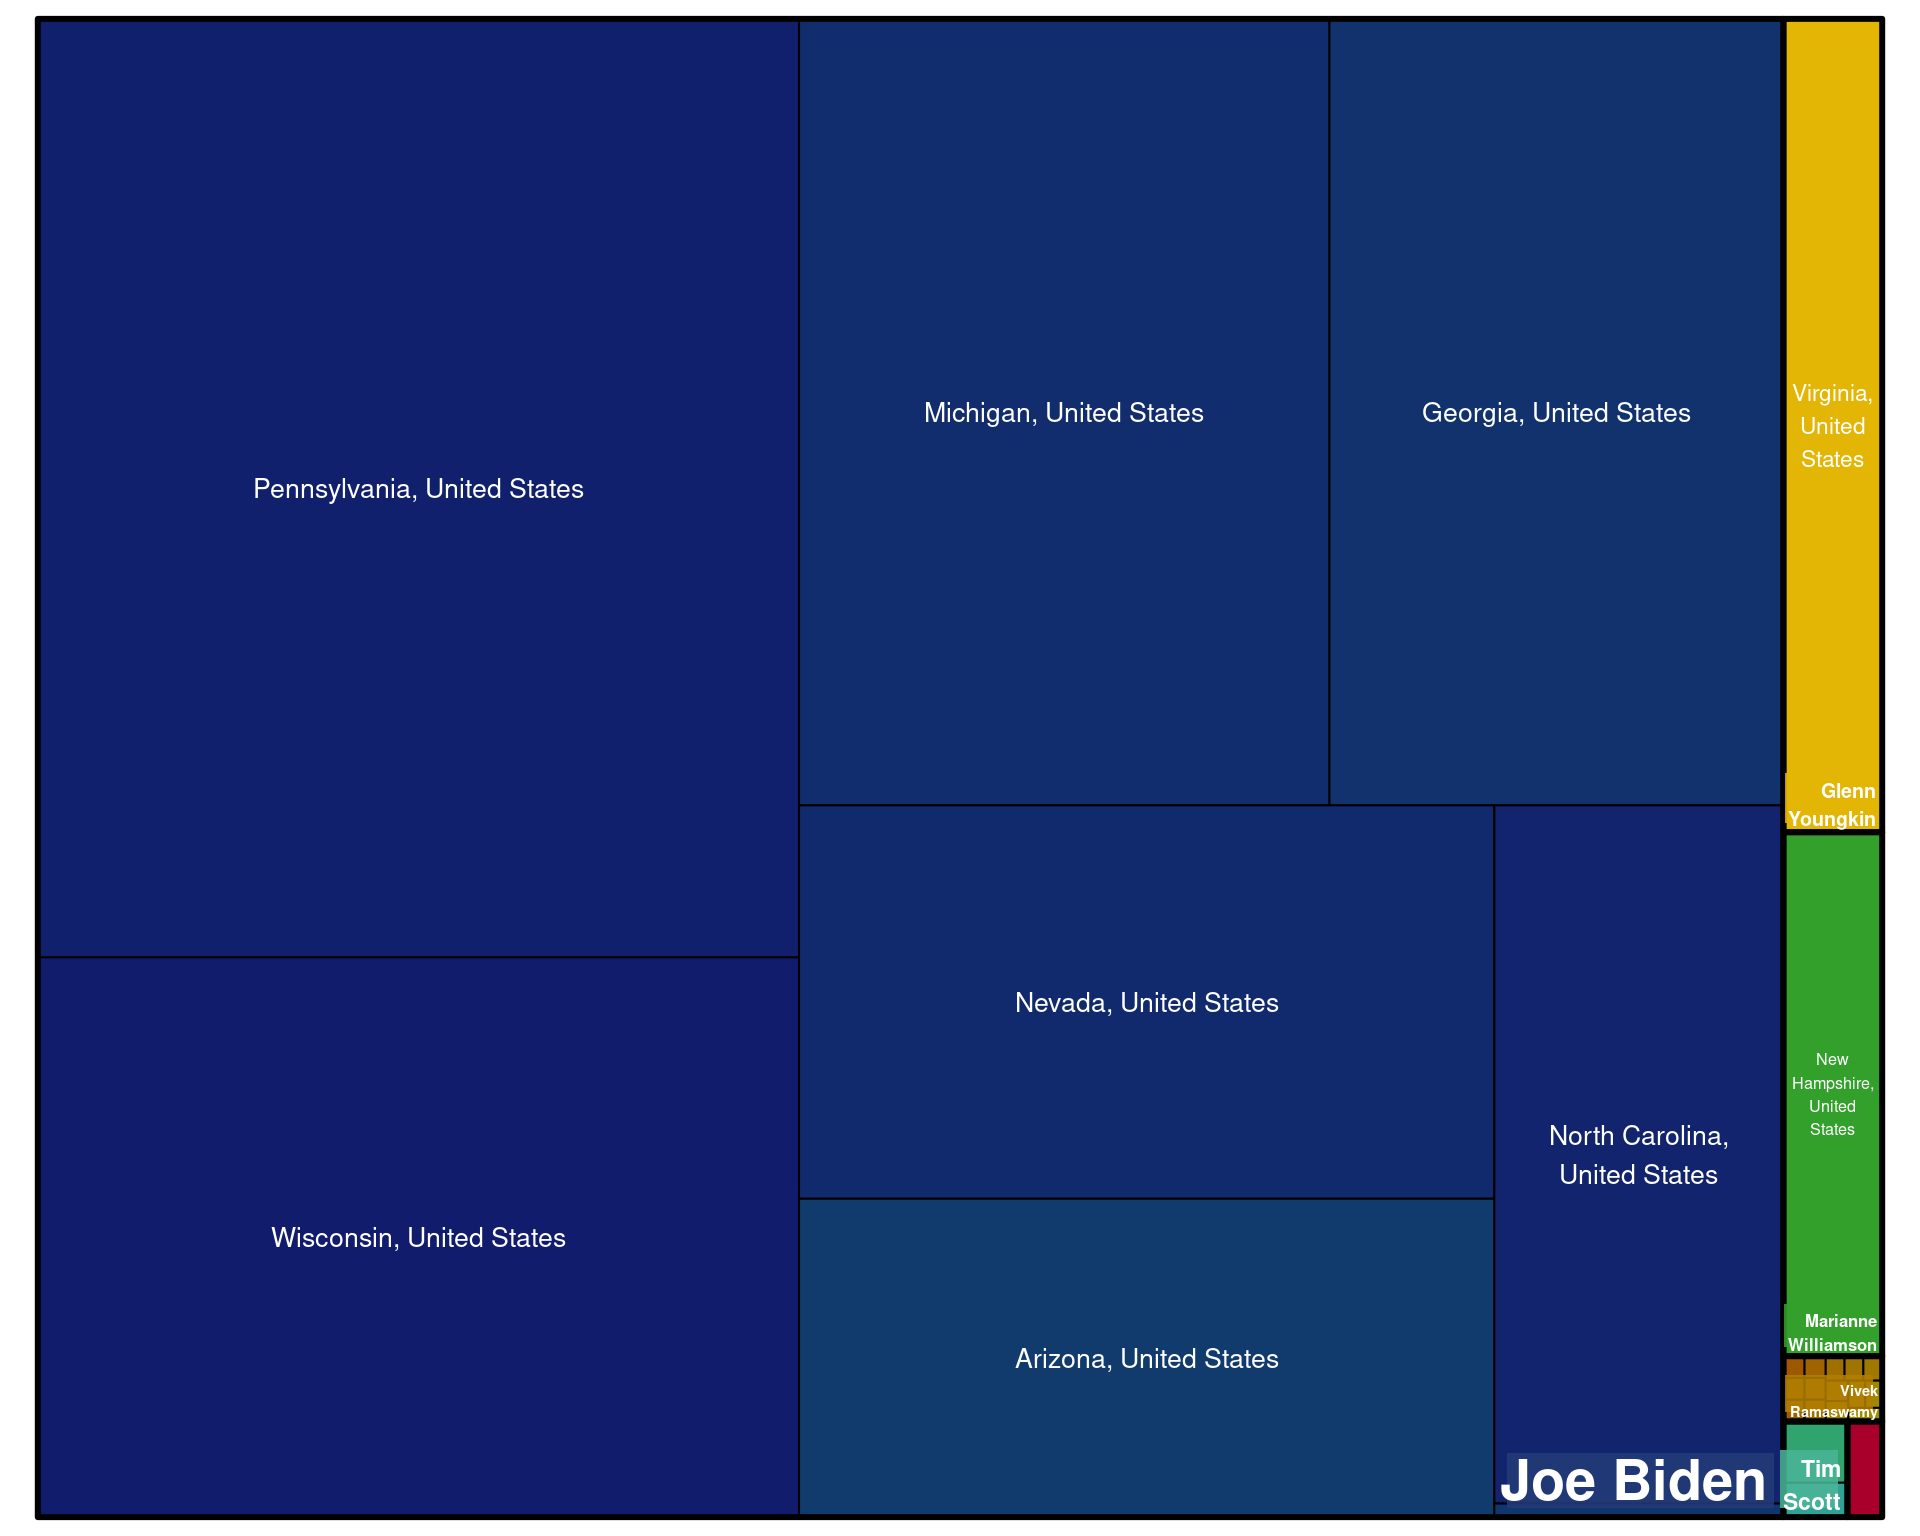 Pennsylvania, United States
Michigan, United States
Georgia, United States
Virginia,
United
States
Glenn
Youngkin
Wisconsin, United States
Nevada, United States
Arizona, United States
North Carolina,
United States
Joe Biden
New
Hampshire,
United
States
Marianne
Williamson
Vivek
Ramaswamy
Tim
Scott